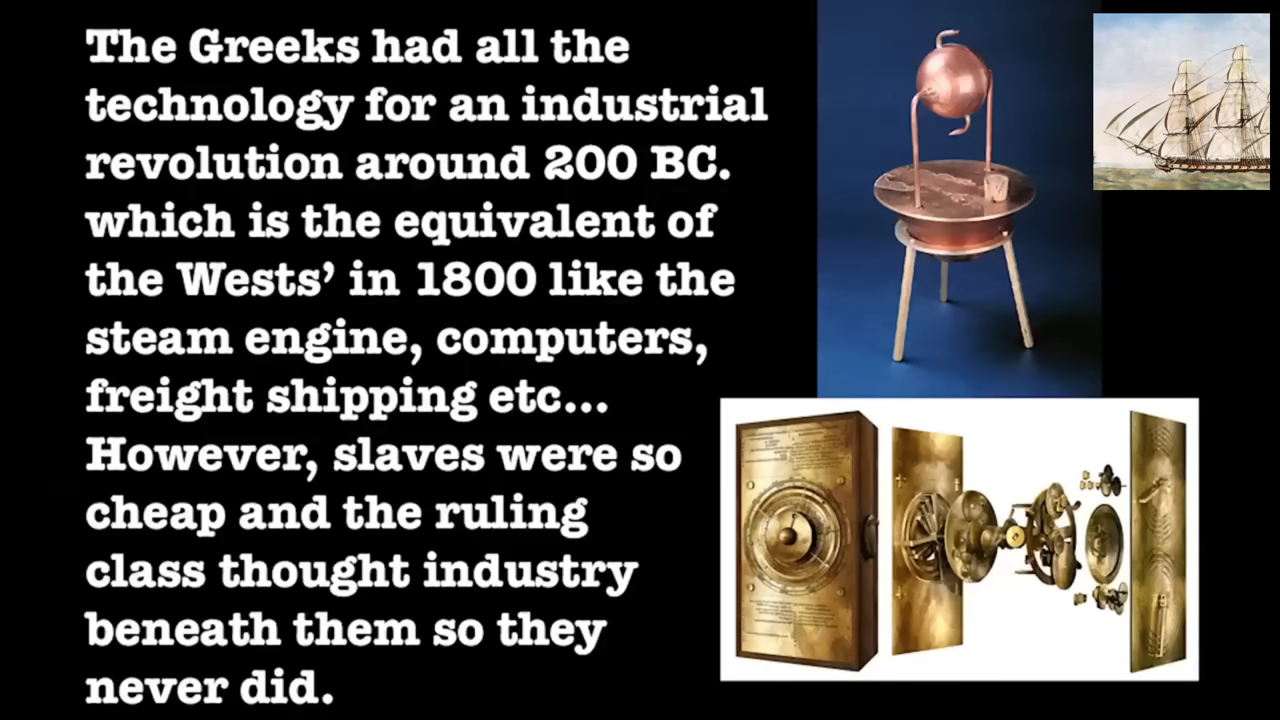 The Greeks had all the
technology for an industrial
revolution around 200 BC.
which is the equivalent of
the Wests’ in 1800 like the
steam engine, computers,
freight shipping etc...
However, slaves were so
cheap and the ruling
class thought industry
beneath them so they
never did.